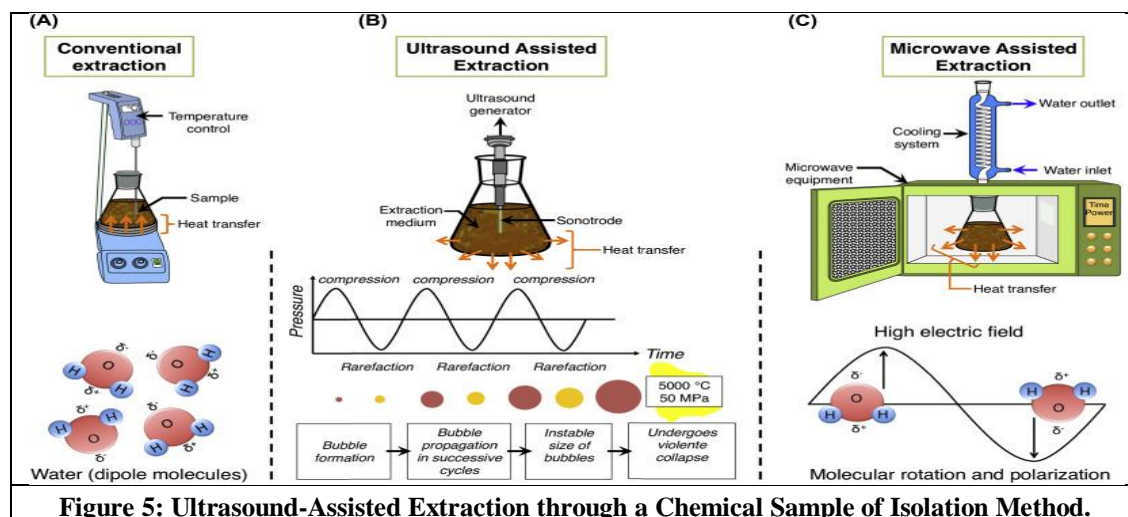 (A)
Conventional
extraction
Temperature
control
Sample
Heat transfer
δ-
O
H
H
δ+
δ-
O
H
H
δ+
δ+
H
H
O
δ-
δ-
O
H
H
δ+
Water (dipole molecules)
(B)
Ultrasound Assisted
Extraction
Ultrasound
generator
Extraction
medium
Sonotrode
Heat transfer
compression compression compression
Pressure
Time
Rarefaction Rarefaction Rarefaction
5000 °C
50 MPa
Bubble
formation
Bubble
propagation
in successive
cycles
Instable
size of
bubbles
Undergoes
violente
collapse
(C)
Microwave Assisted
Extraction
Water outlet
Cooling
system
Microwave
equipment
Water inlet
Time
Power
Heat transfer
High electric field
δ-
O
H
H
δ+
δ+
H
H
O
δ-
Molecular rotation and polarization
Figure 5: Ultrasound-Assisted Extraction through a Chemical Sample of Isolation Method.